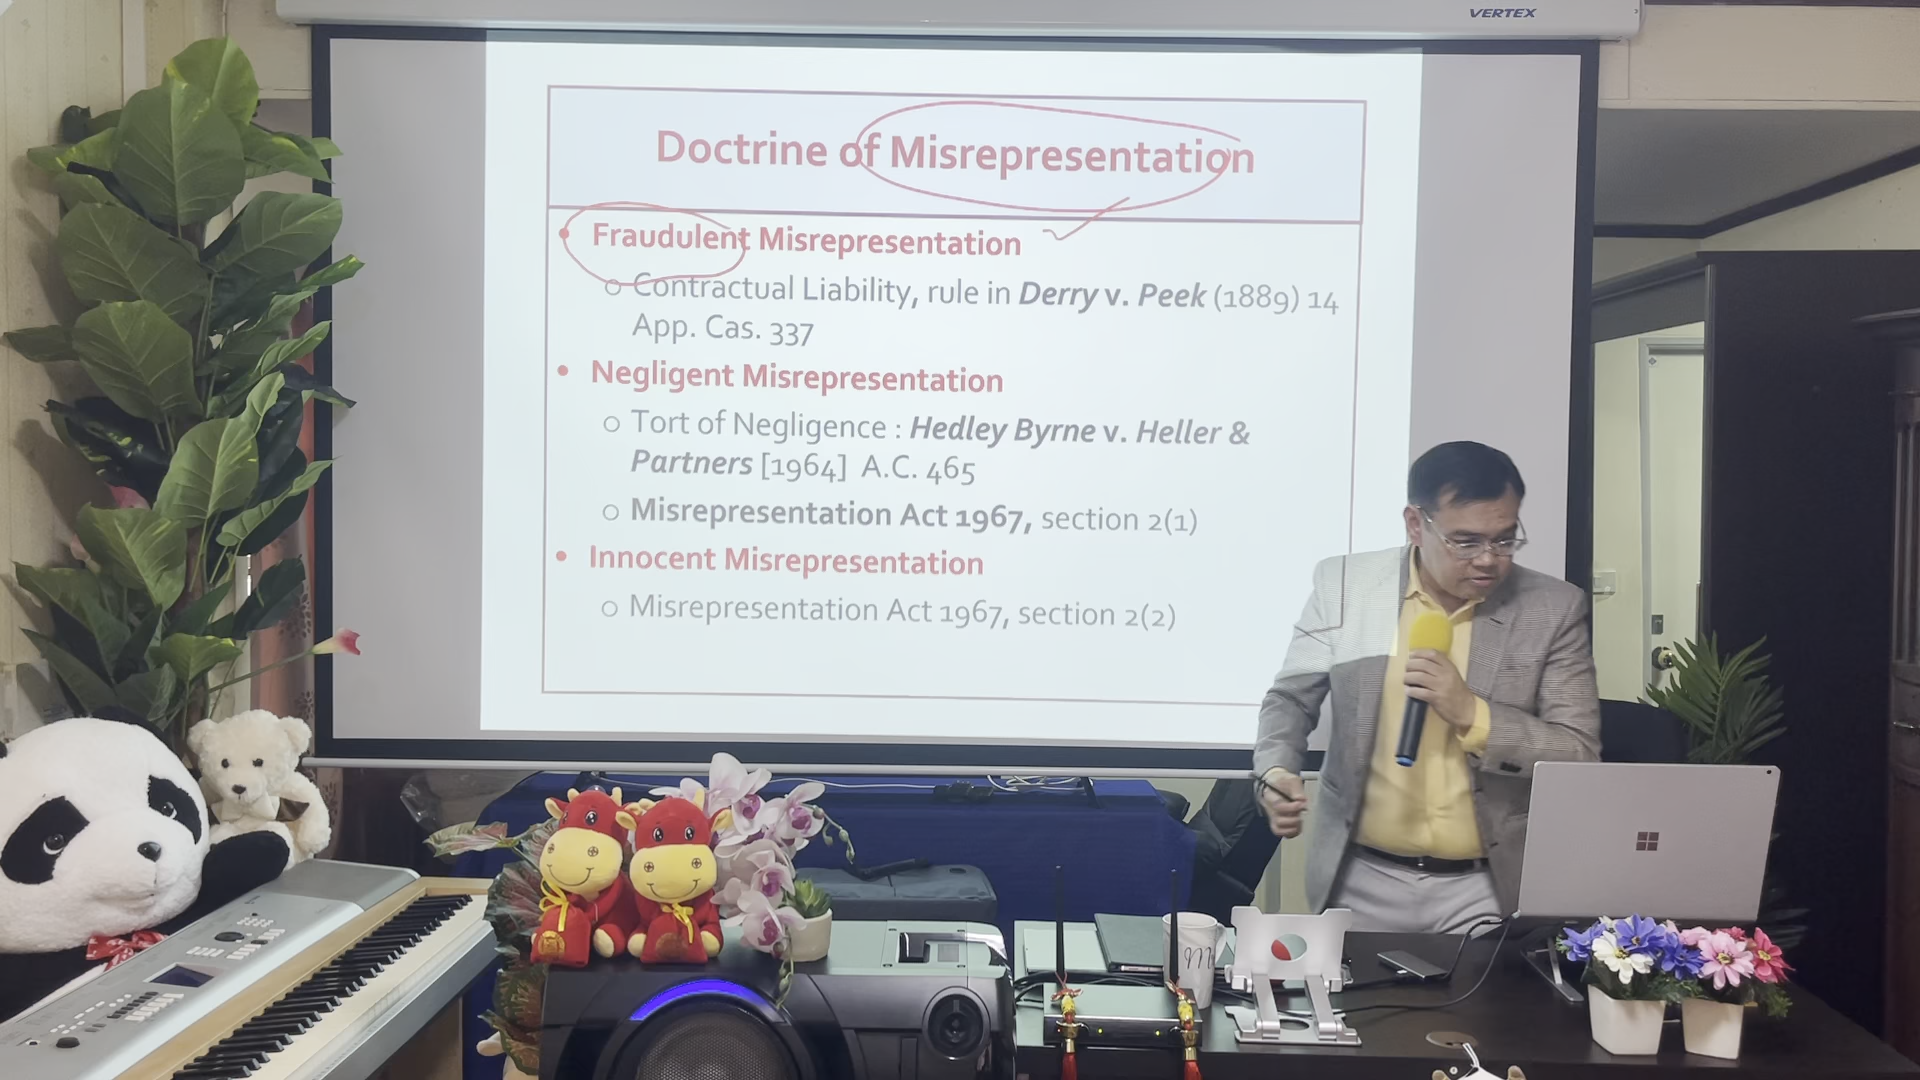 VERTEX
Doctrine of Misrepresentation
• Fraudulent Misrepresentation
○ Contractual Liability, rule in Derry v. Peek (1889) 14
App. Cas. 337
• Negligent Misrepresentation
○ Tort of Negligence : Hedley Byrne v. Heller &
Partners [1964] A.C. 465
○ Misrepresentation Act 1967, section 2(1)
• Innocent Misrepresentation
○ Misrepresentation Act 1967, section 2(2)